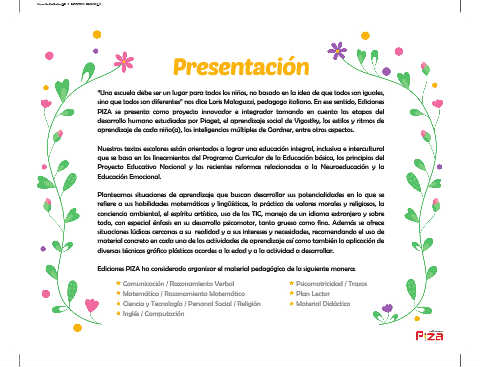 Presentación
"Una escuela debe ser un lugar para todos los niños, no basado en la idea de que todos son iguales,
sino que todos son diferentes" nos dice Loris Malaguzzi, pedagogo italiano. En ese sentido, Ediciones
PIZA se presenta como proyecto innovador e integrador tomando en cuenta las etapas del
desarrollo humano estudiadas por Piaget, el aprendizaje social de Vigostky, los estilos y ritmos de
aprendizaje de cada niño(a), las inteligencias múltiples de Gardner, entre otros aspectos.
Nuestros textos escolares están orientados a lograr una educación integral, inclusiva e intercultural
que se basa en los lineamientos del Programa Curricular de la Educación básica, los principios del
Proyecto Educativo Nacional y las recientes reformas relacionadas a la Neuroeducación y la
Educación Emocional.
Planteamos situaciones de aprendizaje que buscan desarrollar sus potencialidades en lo que se
refiere a sus habilidades matemáticas y lingüísticas, la práctica de valores morales y religiosos, la
conciencia ambiental, el espíritu artístico, uso de las TIC, manejo de un idioma extranjero y sobre
todo, con especial énfasis en su desarrollo psicomotor, tanto grueso como fino. Además se ofrece
situaciones lúdicas cercanas a su realidad y a sus intereses y necesidades, recomendando el uso de
material concreto en cada una de las actividades de aprendizaje así como también la aplicación de
diversas técnicas gráfico plásticas acordes a la edad y a la actividad a desarrollar.
Ediciones PIZA ha considerado organizar el material pedagógico de la siguiente manera:
Comunicación / Razonamiento Verbal
Matemática / Razonamiento Matemático
Ciencia y Tecnología / Personal Social / Religión
Inglés / Computación
Psicomotricidad / Trazos
Plan Lector
Material Didáctico
Piza